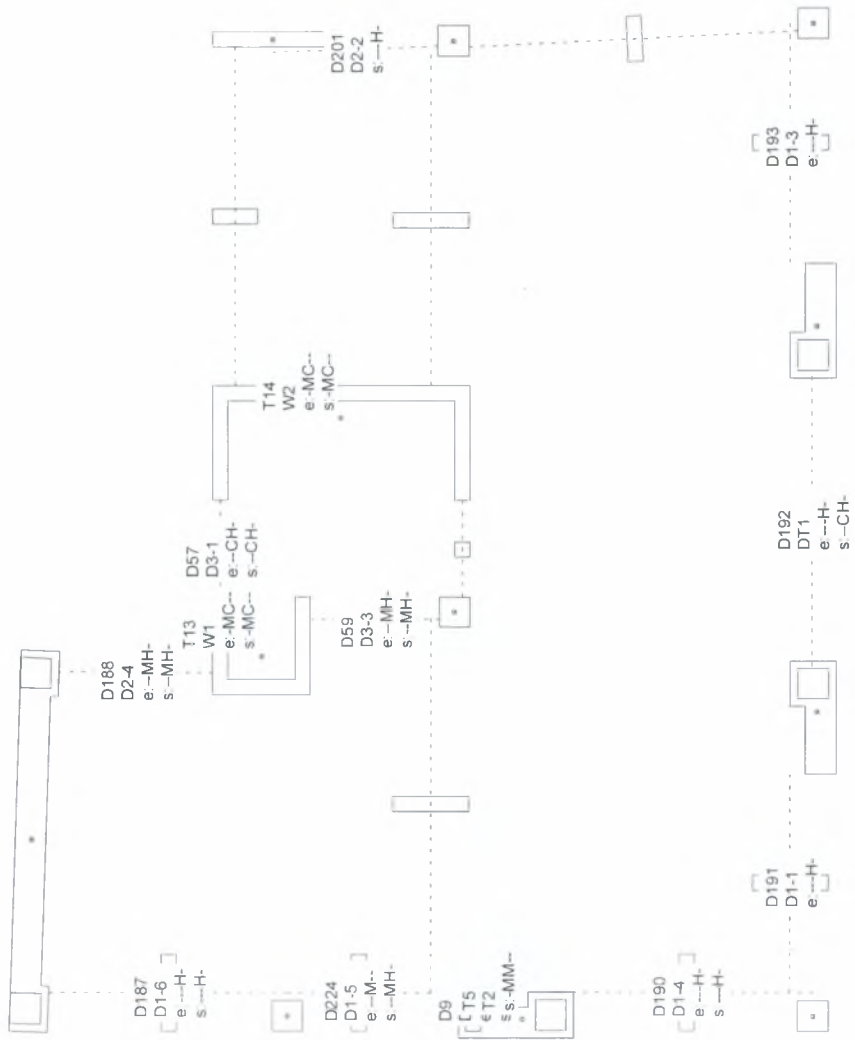 D201
D2-2
s:---H-
D193
D1-3
e:---H-
T14
W2
e:-MC--
s:-MC--
D57
D3-1
e:--CH-
s:--CH-
T13
W1
e:-MC--
s:-MC--
D59
D3-3
e:--MH-
s:--MH-
D192
DT1
e:---H-
s:--CH-
D188
D2-4
e:--MH-
s:--MH-
D187
D1-6
e:---H-
s:---H-
D224
D1-5
e:--M--
s:--MH-
D9
T5
T2
s:-MM--
D190
D1-4
e:---H-
s:---H-
D191
D1-1
e:---H-